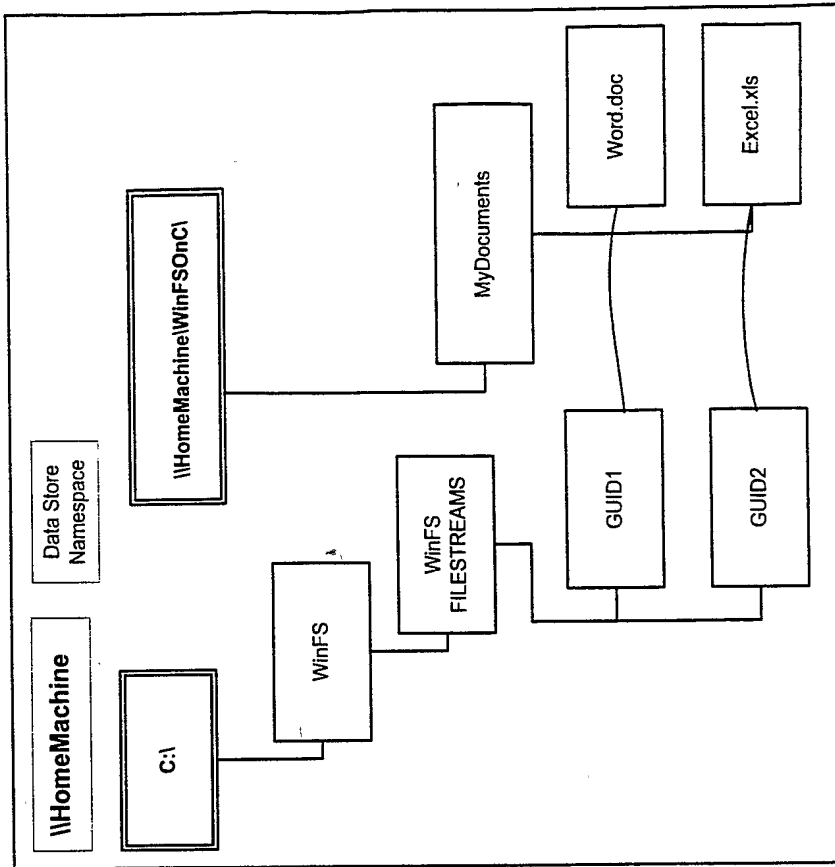 \\HomeMachine
Data Store
Namespace
C:\
\\HomeMachine\WinFSOnC\
WinFS
WinFS
FILESTREAMS
MyDocuments
GUID1
Word.doc
GUID2
Excel.xls